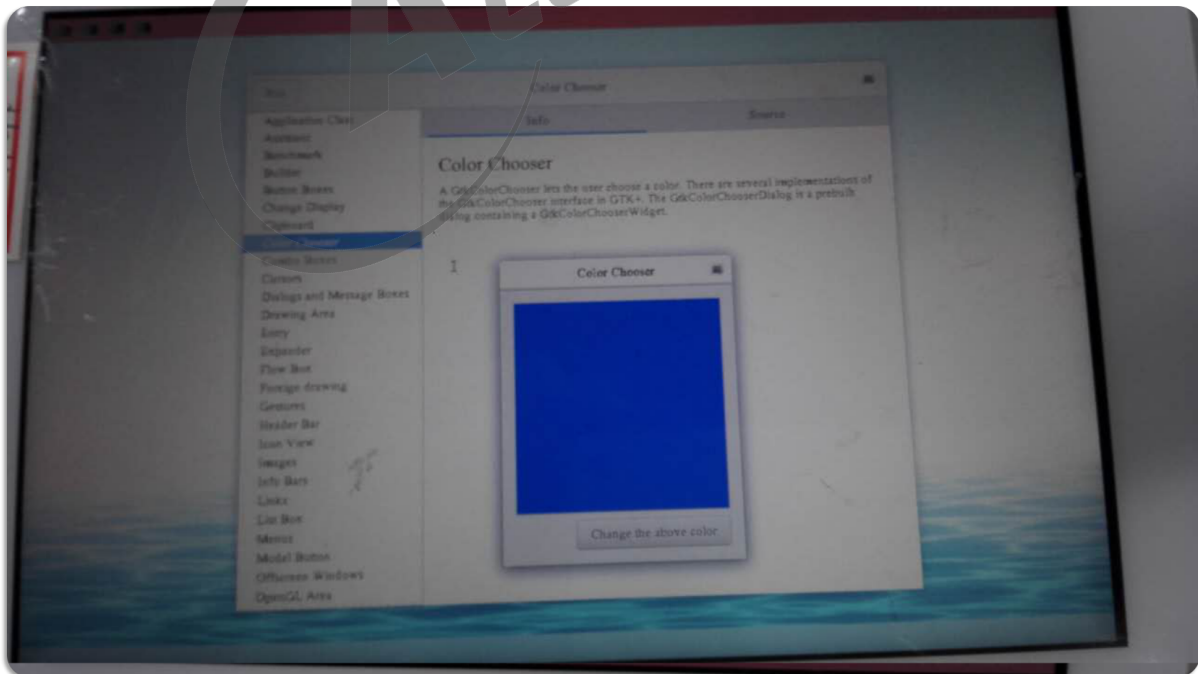 Color Chooser
Info
Source
Application Class
Assistant
Benchmark
Builder
Button Boxes
Change Display
Clipboard
Color Chooser
Combo Boxes
Cursors
Dialogs and Message Boxes
Drawing Area
Entry
Expander
Flow Box
Foreign drawing
Gestures
Header Bar
Icon View
Images
Info Bars
Links
List Box
Menus
Model Button
Offscreen Windows
OpenGL Area
Color Chooser
A GtkColorChooser lets the user choose a color. There are several implementations of
the GtkColorChooser interface in GTK+. The GtkColorChooserDialog is a prebuilt
dialog containing a GtkColorChooserWidget.
Color Chooser
Change the above color